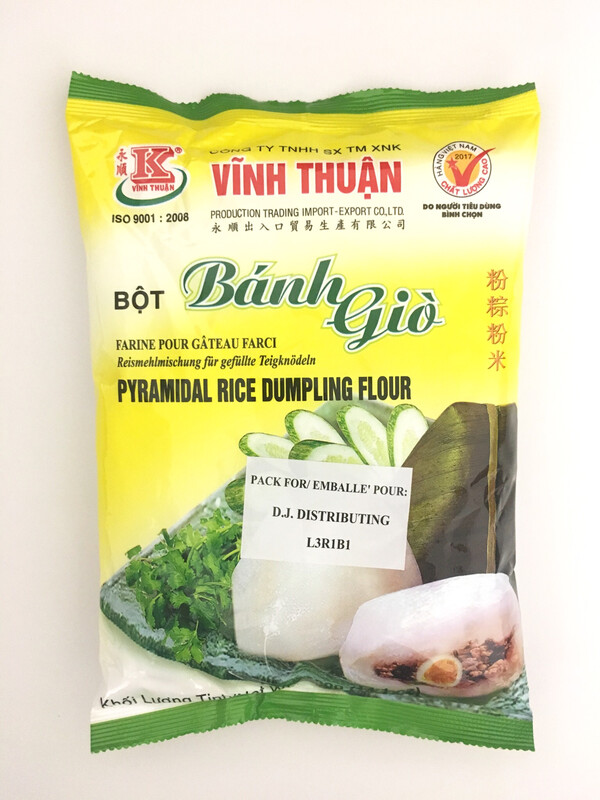 CÔNG TY TNHH SX TM XNK
永順
K®
VĨNH THUẬN
VĨNH THUẬN
HÀNG VIỆT NAM
2017
CHẤT LƯỢNG CAO
ISO 9001 : 2008
PRODUCTION TRADING IMPORT-EXPORT CO.,LTD.
永順出入口貿易生產有限公司
DO NGƯỜI TIÊU DÙNG
BÌNH CHỌN
BỘT
Bánh
Giò
粉粽粉米
FARINE POUR GÂTEAU FARCI
Reismehlmischung für gefüllte Teigknödeln
PYRAMIDAL RICE DUMPLING FLOUR
PACK FOR/ EMBALLE' POUR:
D.J. DISTRIBUTING
L3R1B1
Khối Lượng Tịnh